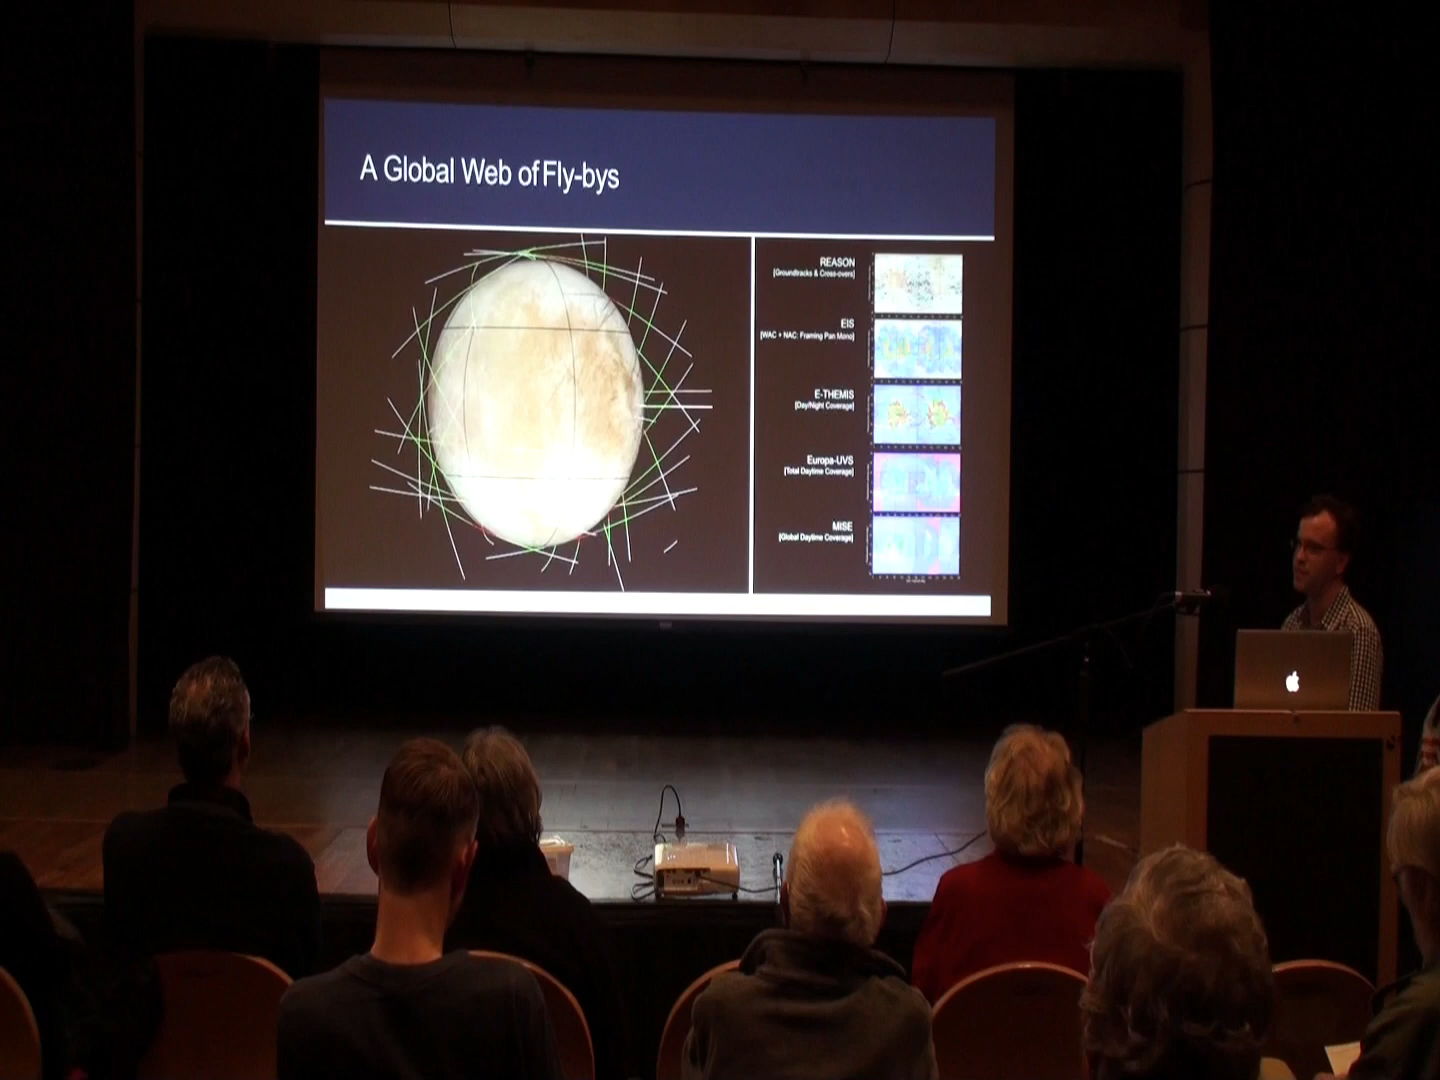 A Global Web of Fly-bys
REASON
[Groundtracks & Cross-overs]
EIS
[WAC + NAC: Framing Pan Mono]
E-THEMIS
[Day/Night Coverage]
Europa-UVS
[Total Daytime Coverage]
MISE
[Global Daytime Coverage]